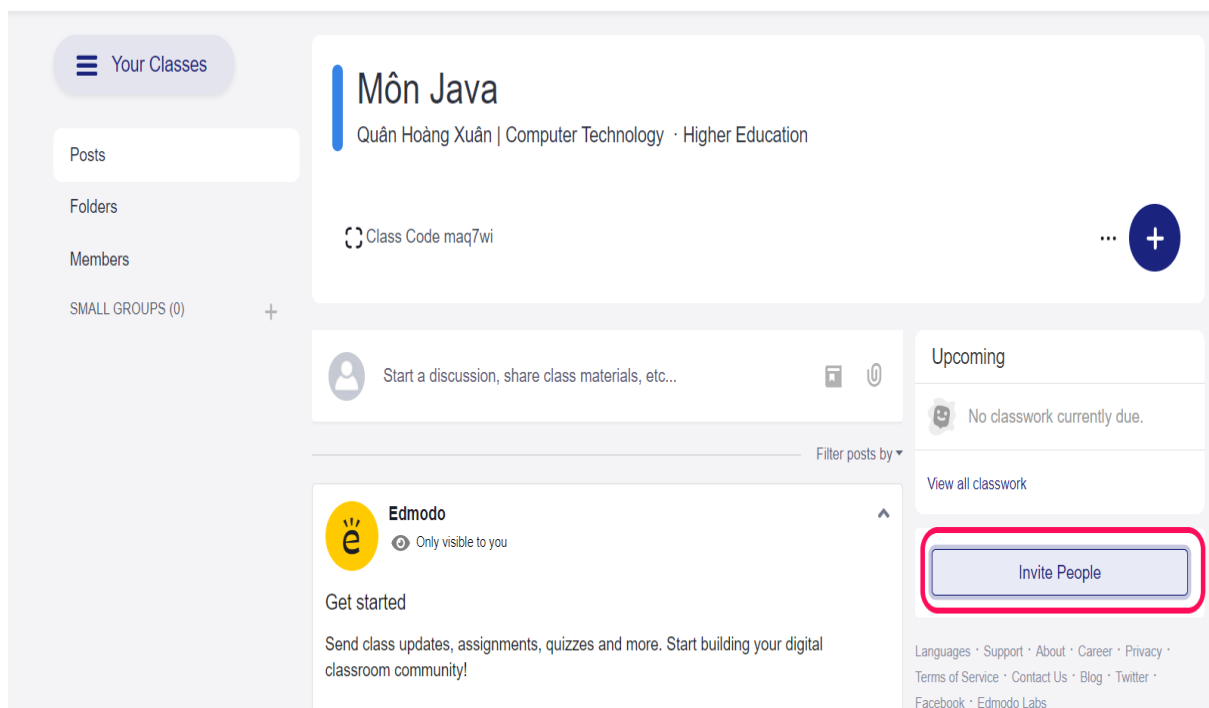 Your Classes
Posts
Folders
Members
SMALL GROUPS (0)
Môn Java
Quân Hoàng Xuân | Computer Technology · Higher Education
Class Code maq7wi
Start a discussion, share class materials, etc...
Filter posts by
Edmodo
Only visible to you
Get started
Send class updates, assignments, quizzes and more. Start building your digital
classroom community!
Upcoming
No classwork currently due.
View all classwork
Invite People
Languages · Support · About · Career · Privacy ·
Terms of Service · Contact Us · Blog · Twitter ·
Facebook · Edmodo Labs